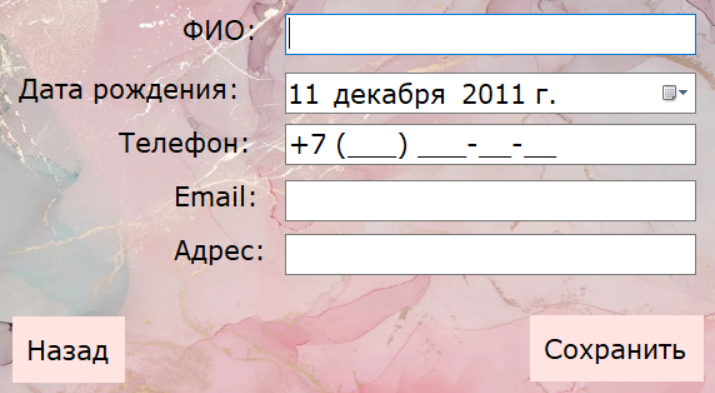 ФИО:
Дата рождения: 11 декабря 2011 г.
Телефон: +7 (___) ___-__-__
Email:
Адрес:
Назад Сохранить